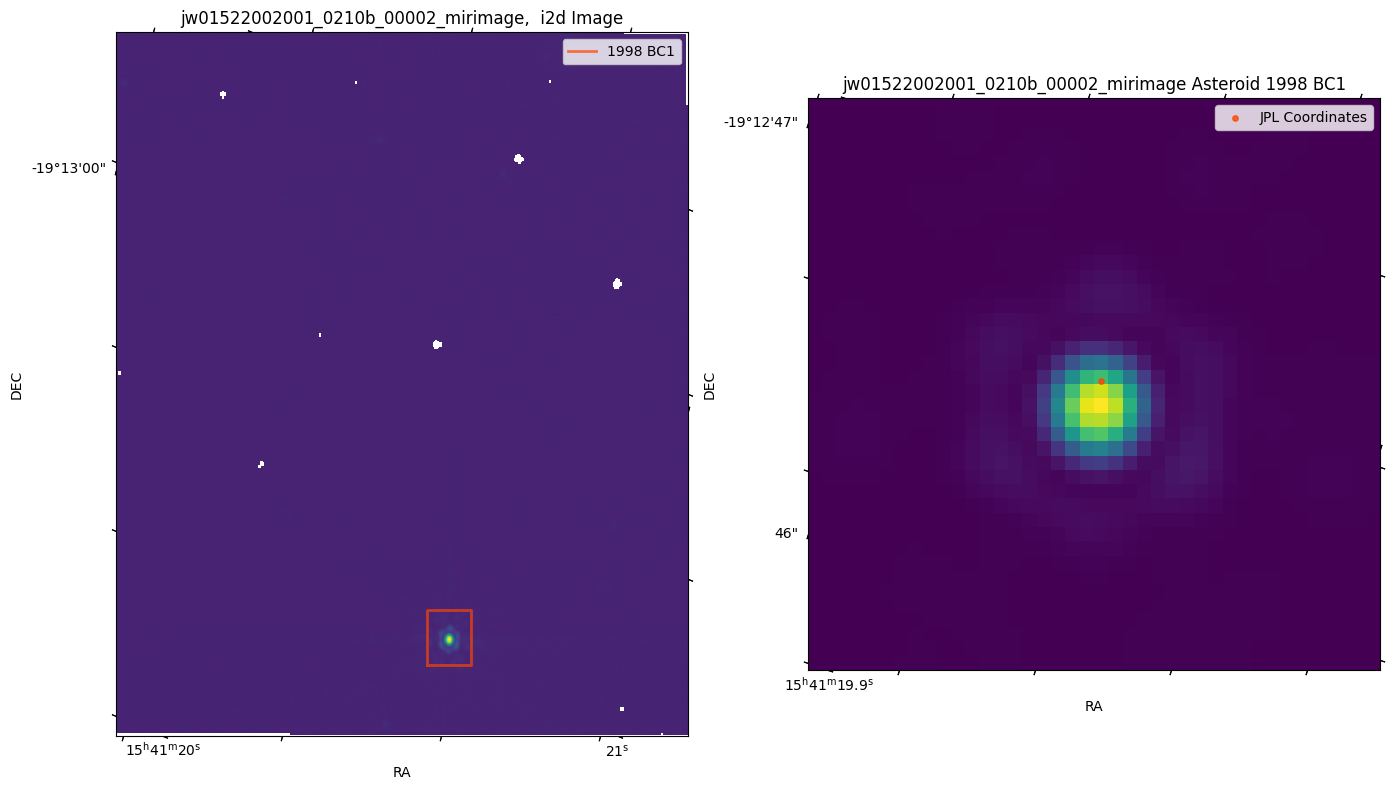 jw01522002001_0210b_00002_mirimage,  i2d Image
1998 BC1
-19°13'00"
DEC
15ʰ41ᵐ20ˢ
21ˢ
RA
jw01522002001_0210b_00002_mirimage Asteroid 1998 BC1
JPL Coordinates
-19°12'47"
DEC
46"
15ʰ41ᵐ19.9ˢ
RA